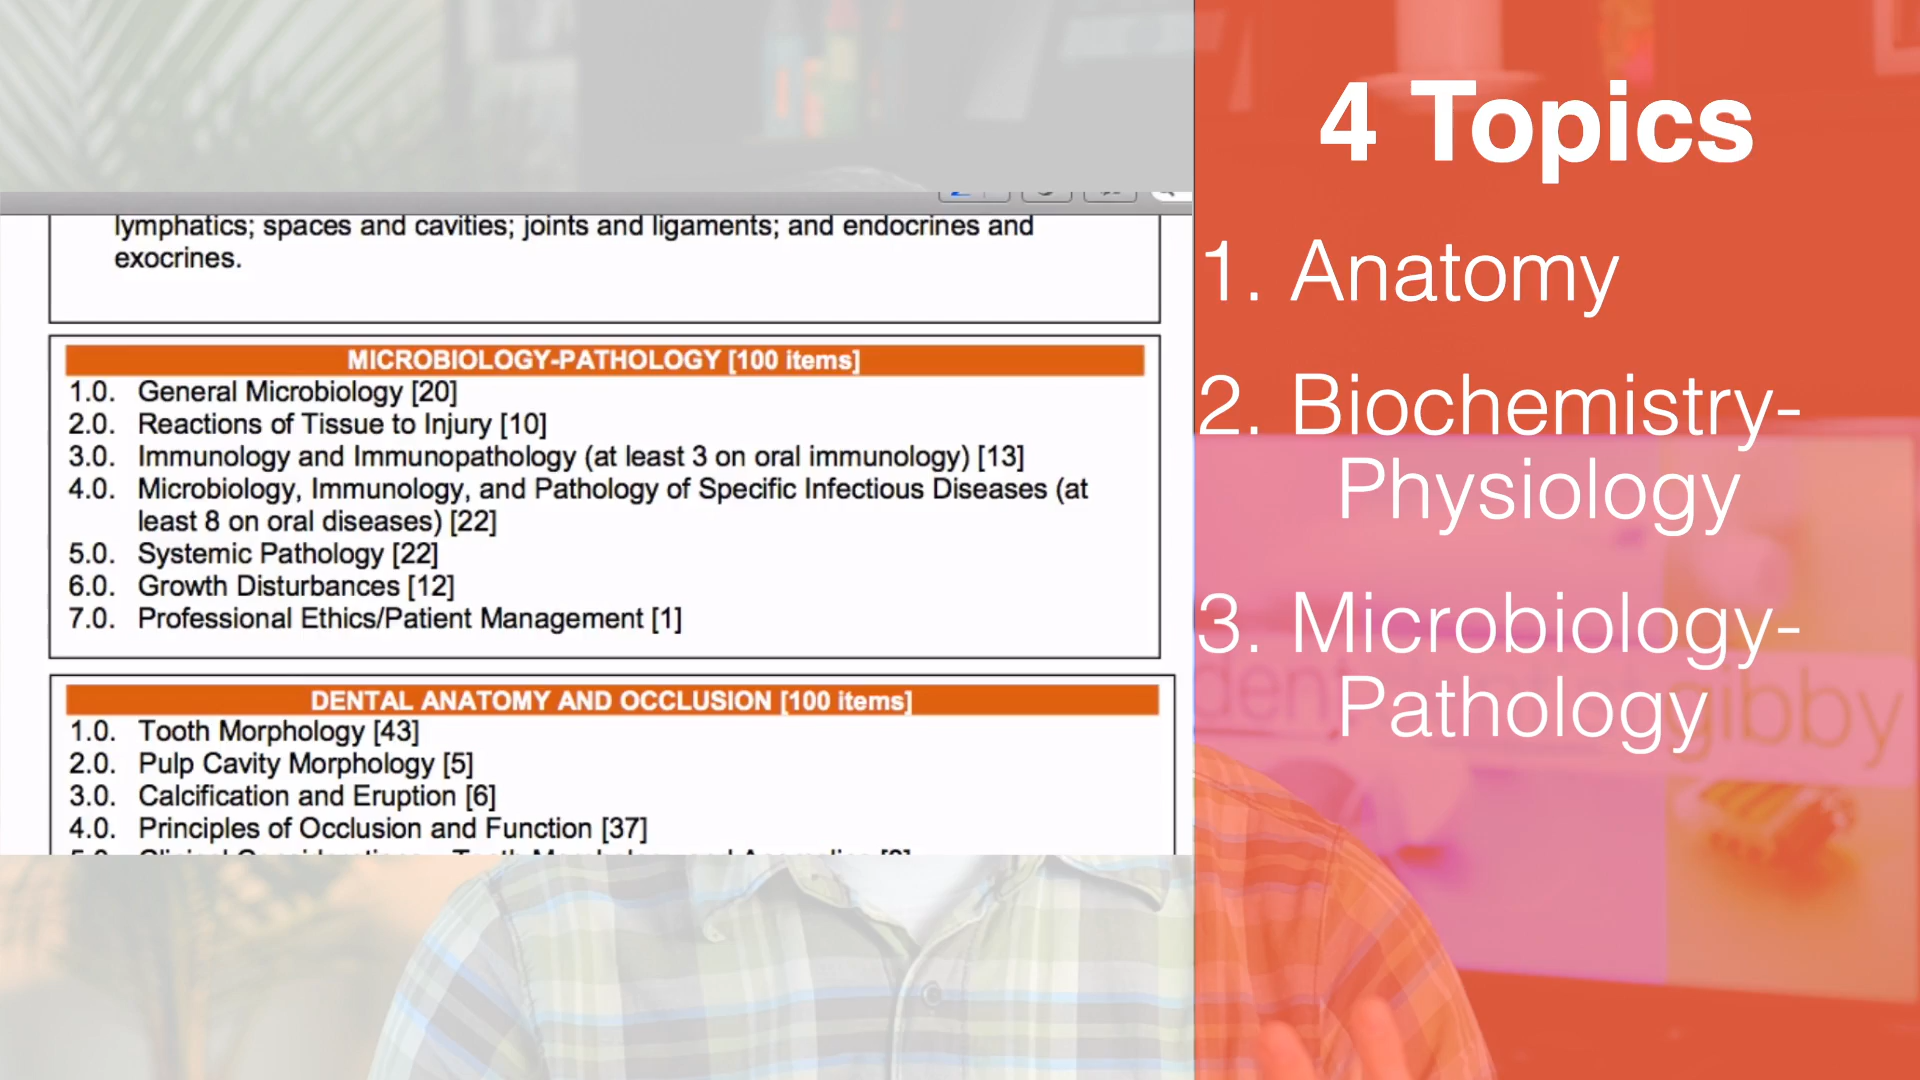 lymphatics; spaces and cavities; joints and ligaments; and endocrines and
exocrines.
MICROBIOLOGY-PATHOLOGY [100 items]
1.0. General Microbiology [20]
2.0. Reactions of Tissue to Injury [10]
3.0. Immunology and Immunopathology (at least 3 on oral immunology) [13]
4.0. Microbiology, Immunology, and Pathology of Specific Infectious Diseases (at
least 8 on oral diseases) [22]
5.0. Systemic Pathology [22]
6.0. Growth Disturbances [12]
7.0. Professional Ethics/Patient Management [1]
DENTAL ANATOMY AND OCCLUSION [100 items]
1.0. Tooth Morphology [43]
2.0. Pulp Cavity Morphology [5]
3.0. Calcification and Eruption [6]
4.0. Principles of Occlusion and Function [37]
4 Topics
1. Anatomy
2. Biochemistry-
Physiology
3. Microbiology-
Pathology
gibby